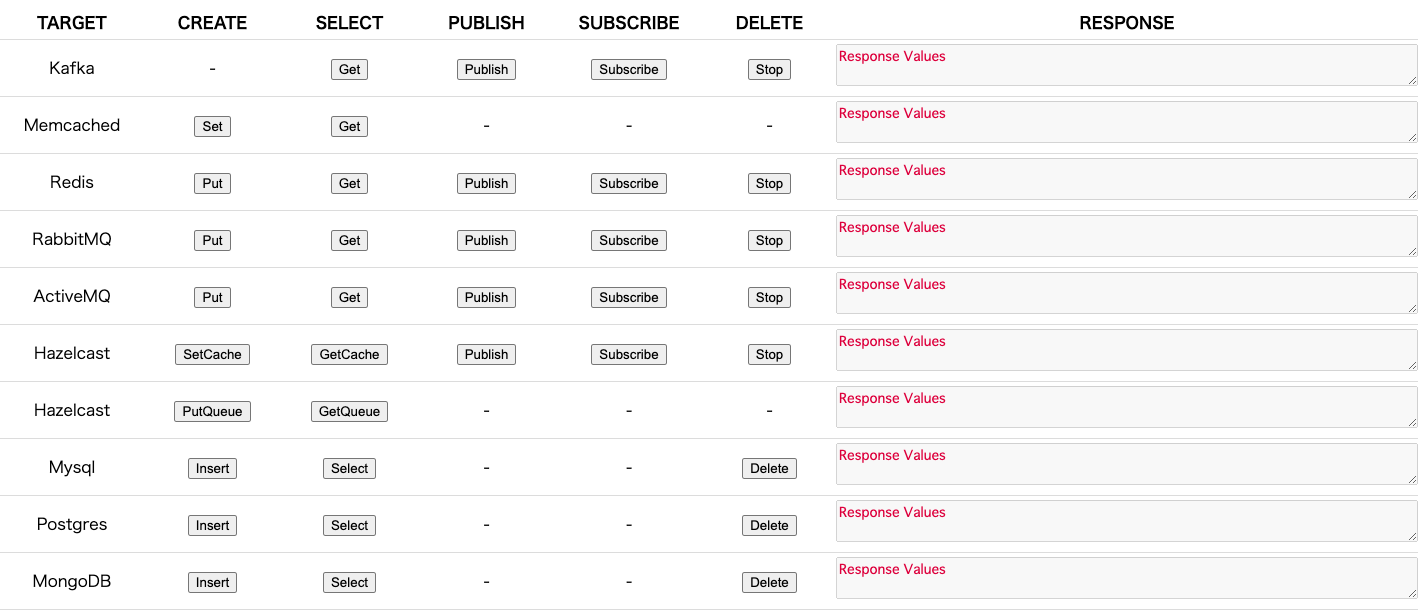 TARGET CREATE SELECT PUBLISH SUBSCRIBE DELETE RESPONSE
Kafka - Get Publish Subscribe Stop Response Values
Memcached Set Get - - - Response Values
Redis Put Get Publish Subscribe Stop Response Values
RabbitMQ Put Get Publish Subscribe Stop Response Values
ActiveMQ Put Get Publish Subscribe Stop Response Values
Hazelcast SetCache GetCache Publish Subscribe Stop Response Values
Hazelcast PutQueue GetQueue - - - Response Values
Mysql Insert Select - - Delete Response Values
Postgres Insert Select - - Delete Response Values
MongoDB Insert Select - - Delete Response Values